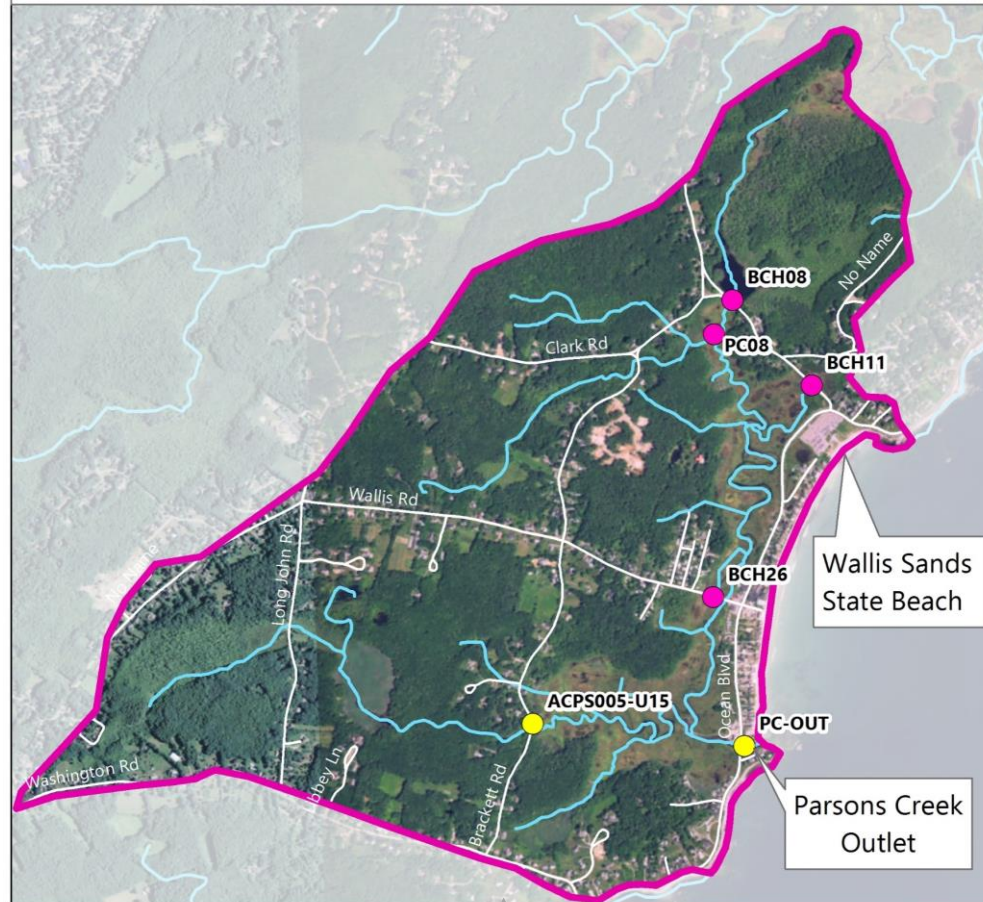 No Name
BCH08
PC08
Clark Rd
BCH11
Wallis Rd
Long John Rd
Wallis Sands
State Beach
BCH26
ACPS005-U15
Ocean Blvd
PC-OUT
Washington Rd
Brackett Rd
Parsons Creek
Outlet